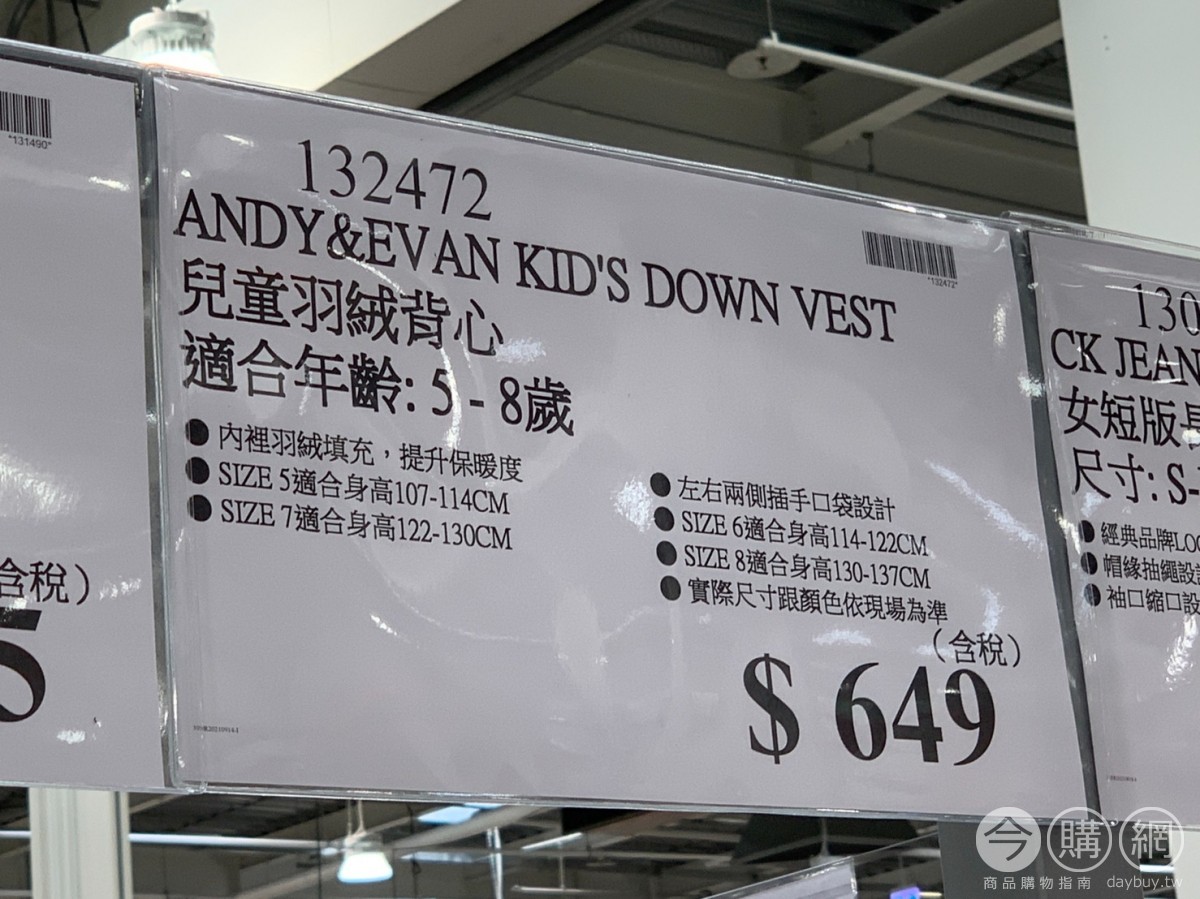 *131490*
含稅）
5
132472
ANDY&EVAN KID'S DOWN VEST
*132472*
兒童羽絨背心
適合年齡: 5 - 8歲
● 內裡羽絨填充，提升保暖度
● SIZE 5適合身高107-114CM
● SIZE 7適合身高122-130CM
● 左右兩側插手口袋設計
● SIZE 6適合身高114-122CM
● SIZE 8適合身高130-137CM
● 實際尺寸跟顏色依現場為準
（含稅）
$ 649
130
CK JEAN
女短版長
尺寸: S-
● 經典品牌LOG
● 帽緣抽繩設計
● 袖口縮口設
今購網
商品購物指南 daybuy.tw